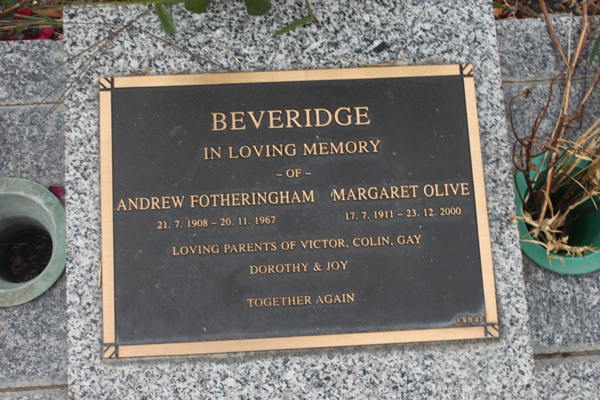 BEVERIDGE
IN LOVING MEMORY
– OF –
ANDREW FOTHERINGHAM MARGARET OLIVE
21. 7. 1908 – 20. 11. 1967 17. 7. 1911 – 23. 12. 2000
LOVING PARENTS OF VICTOR, COLIN, GAY
DOROTHY & JOY
TOGETHER AGAIN